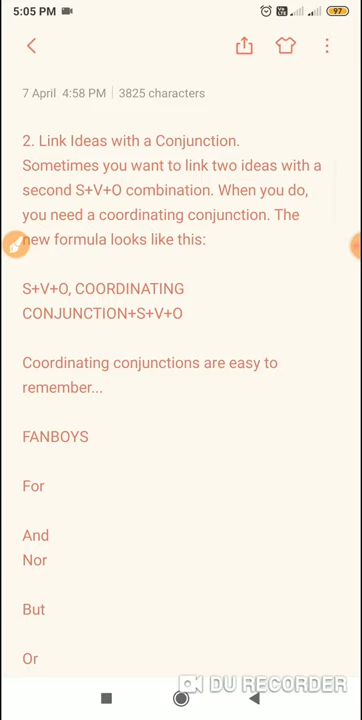 5:05 PM
97
7 April 4:58 PM | 3825 characters
2. Link Ideas with a Conjunction.
Sometimes you want to link two ideas with a
second S+V+O combination. When you do,
you need a coordinating conjunction. The
new formula looks like this:
S+V+O, COORDINATING
CONJUNCTION+S+V+O
Coordinating conjunctions are easy to
remember...
FANBOYS
For
And
Nor
But
Or
DU RECORDER